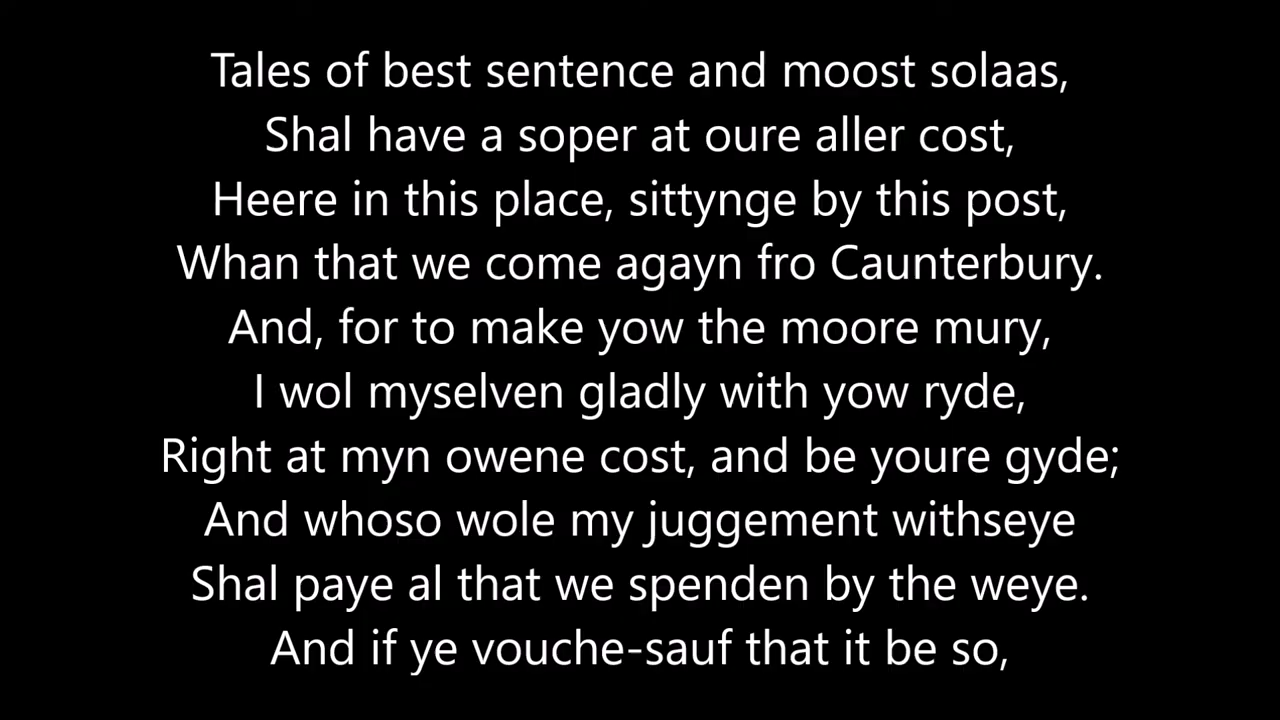 Tales of best sentence and moost solaas,
Shal have a soper at oure aller cost,
Heere in this place, sittynge by this post,
Whan that we come agayn fro Caunterbury.
And, for to make yow the moore mury,
I wol myselven gladly with yow ryde,
Right at myn owene cost, and be youre gyde;
And whoso wole my juggement withseye
Shal paye al that we spenden by the weye.
And if ye vouche-sauf that it be so,